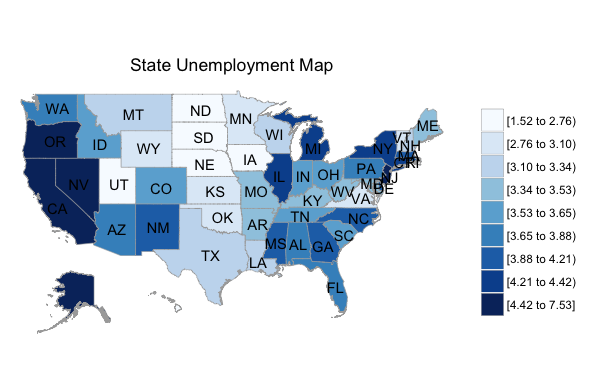 State Unemployment Map
WA
MT
ND
MN
ME
OR
ID
SD
WI
MI
NY
VT
NH
WY
MA
CT
RI
NV
UT
NE
IA
IL
IN
OH
PA
NJ
CA
CO
KS
MO
KY
WV
MD
DE
VA
AZ
NM
OK
AR
TN
NC
SC
TX
LA
MS
AL
GA
FL
[1.52 to 2.76)
[2.76 to 3.10)
[3.10 to 3.34)
[3.34 to 3.53)
[3.53 to 3.65)
[3.65 to 3.88)
[3.88 to 4.21)
[4.21 to 4.42)
[4.42 to 7.53]